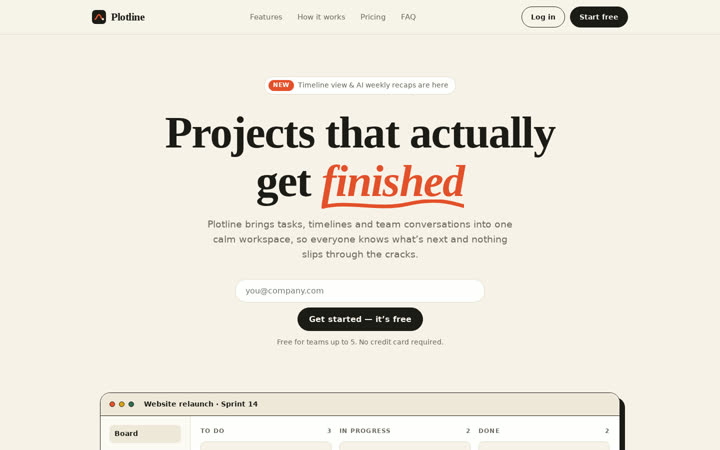 Plotline
Features How it works Pricing FAQ
Log in
Start free
NEW Timeline view & AI weekly recaps are here
Projects that actually
get finished
Plotline brings tasks, timelines and team conversations into one
calm workspace, so everyone knows what's next and nothing
slips through the cracks.
you@company.com
Get started — it's free
Free for teams up to 5. No credit card required.
Website relaunch · Sprint 14
Board
TO DO 3
IN PROGRESS 2
DONE 2